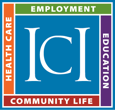 EMPLOYMENT
HEALTH CARE
ICI
EDUCATION
COMMUNITY LIFE